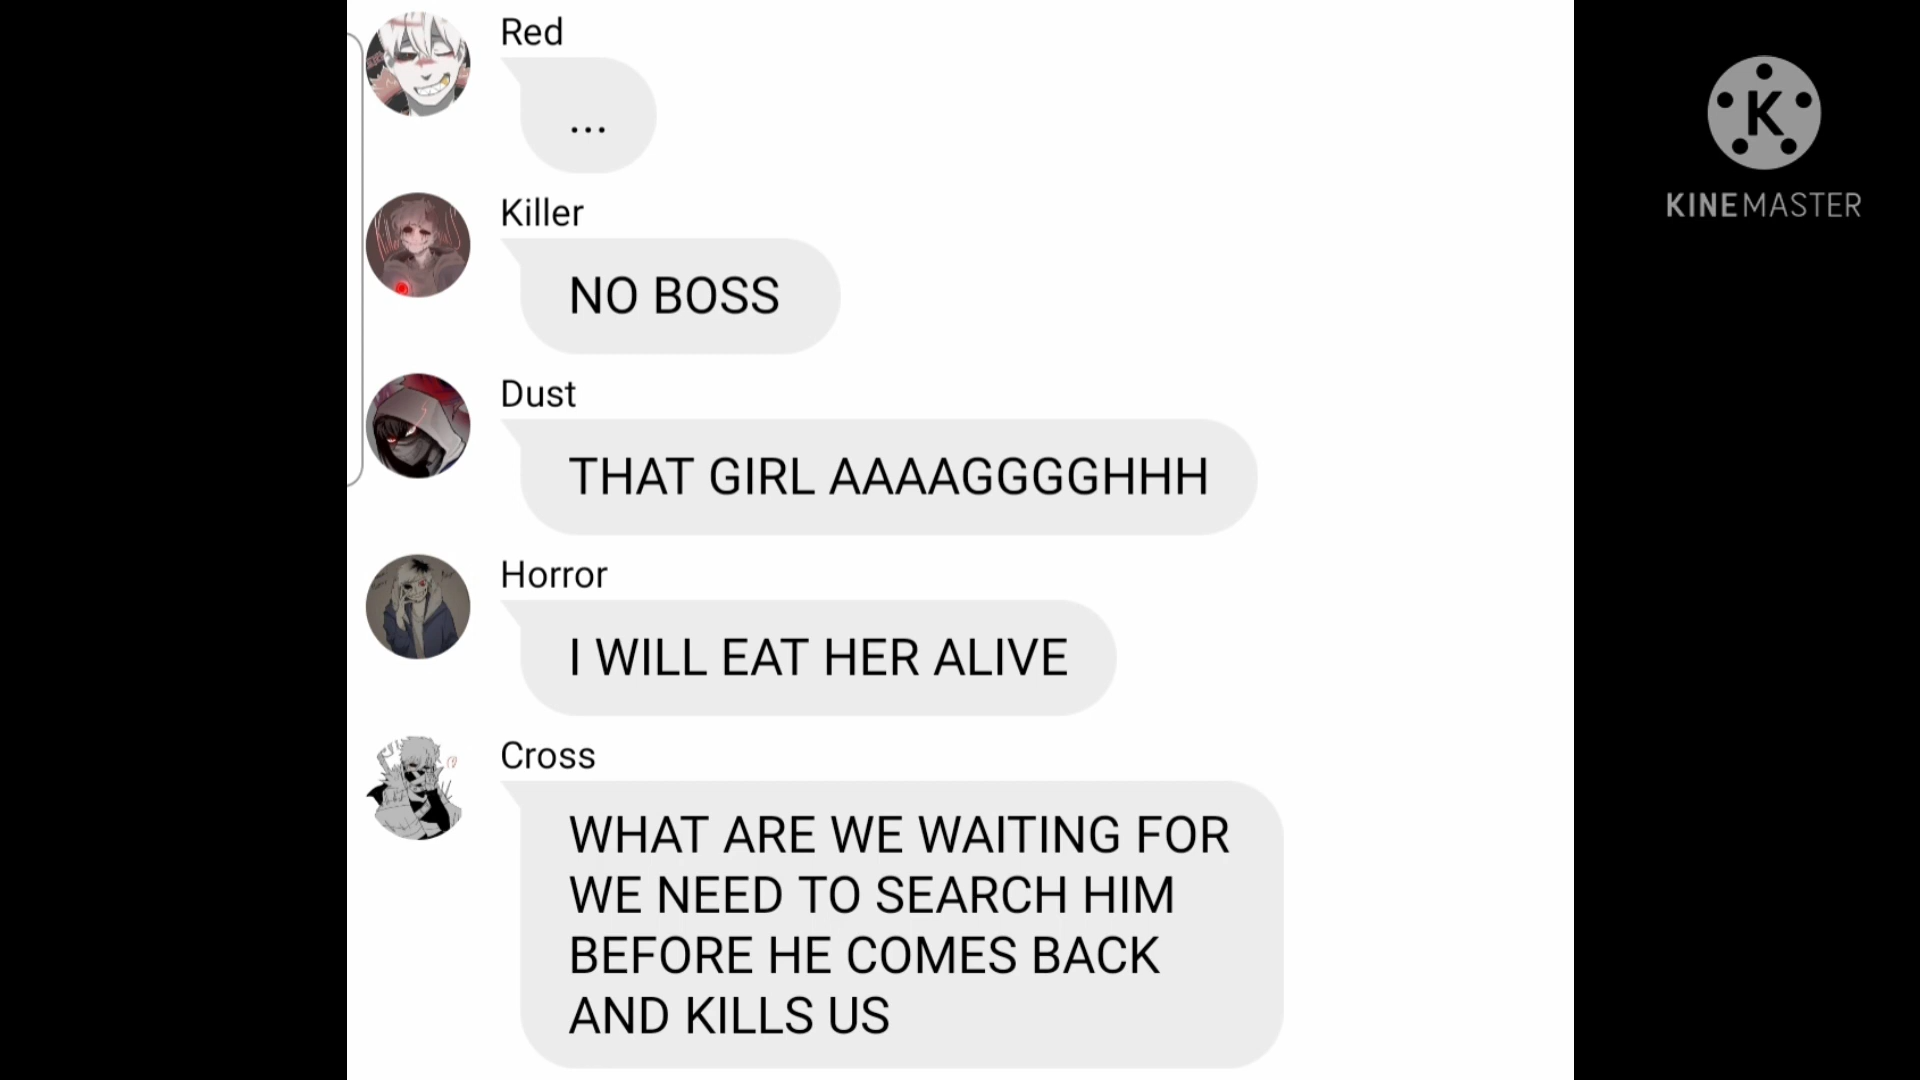 Red
...
Killer
NO BOSS
Dust
THAT GIRL AAAAGGGGHHH
Horror
I WILL EAT HER ALIVE
Cross
WHAT ARE WE WAITING FOR
WE NEED TO SEARCH HIM
BEFORE HE COMES BACK
AND KILLS US
K
KINEMASTER